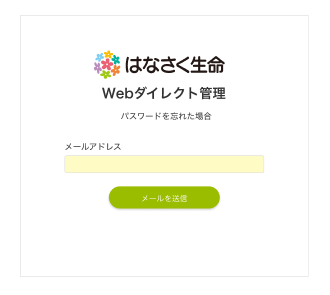 はなさく生命
Webダイレクト管理
パスワードを忘れた場合
メールアドレス
メールを送信